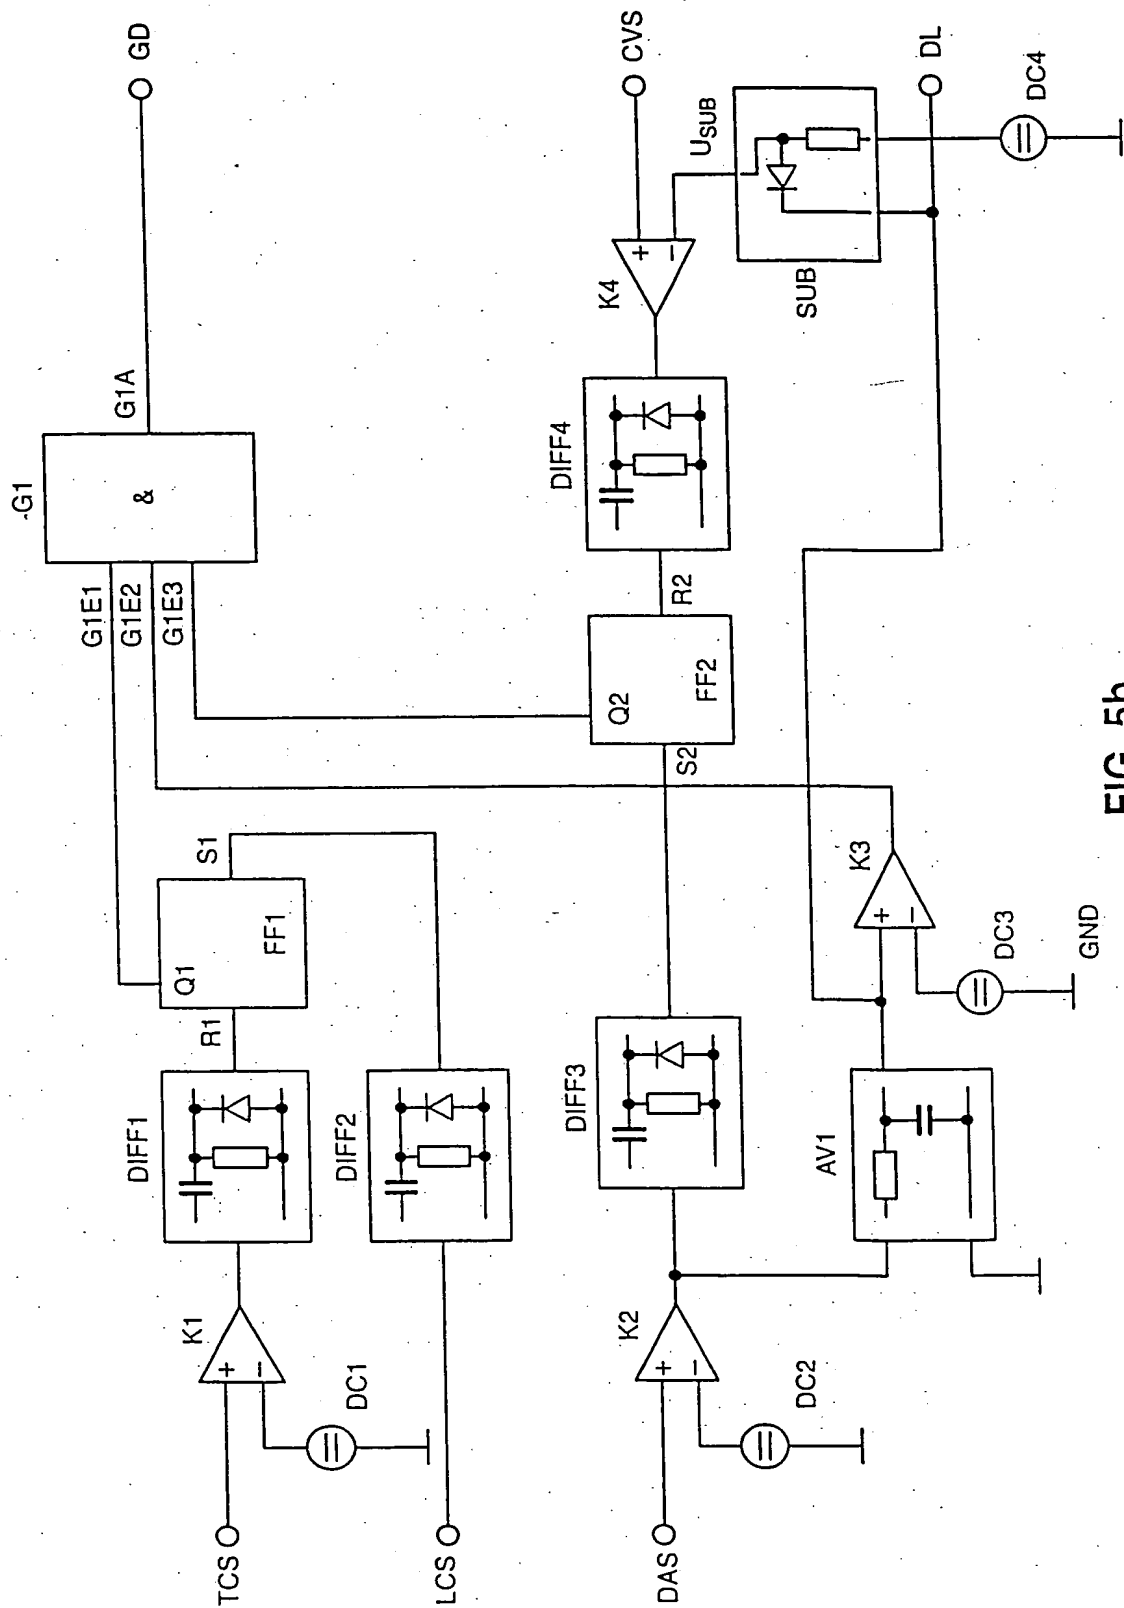 TCS
LCS
DAS
K1
+
−
DC1
DIFF1
R1
Q1
FF1
S1
DIFF2
G1E1
G1E2
G1E3
G1
&
G1A
GD
K2
+
−
DC2
DIFF3
S2
Q2
FF2
R2
DIFF4
K4
+
−
CVS
USUB
SUB
DL
DC4
AV1
K3
+
−
DC3
GND
FIG 5b